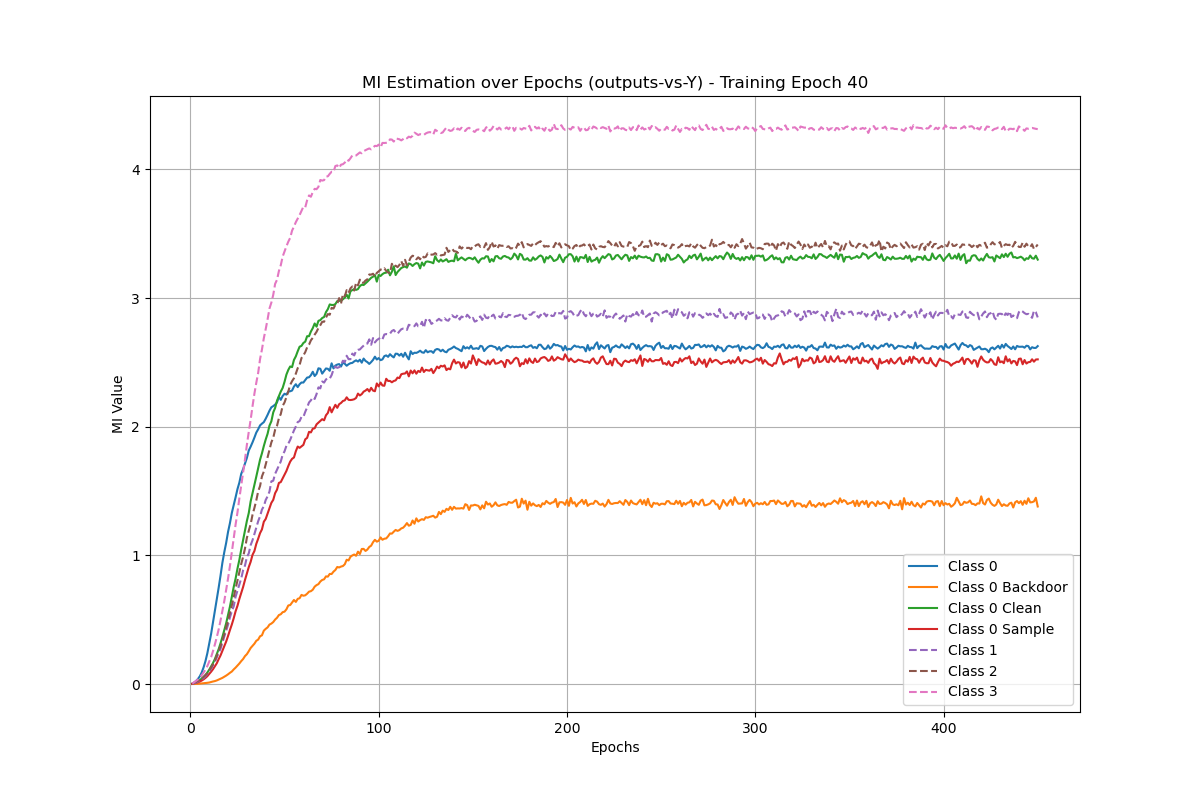 MI Estimation over Epochs (outputs-vs-Y) - Training Epoch 40
MI Value
4
3
2
1
0
0 100 200 300 400
Epochs
Class 0
Class 0 Backdoor
Class 0 Clean
Class 0 Sample
Class 1
Class 2
Class 3